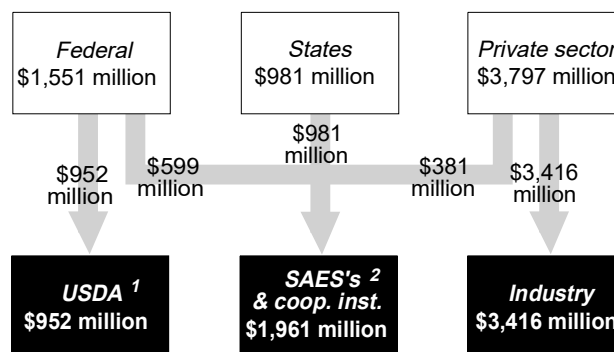 Federal
$1,551 million
States
$981 million
Private sector
$3,797 million
$952
million
$599
million
$981
million
$381
million
$3,416
million
USDA 1
$952 million
SAES's 2
& coop. inst.
$1,961 million
Industry
$3,416 million